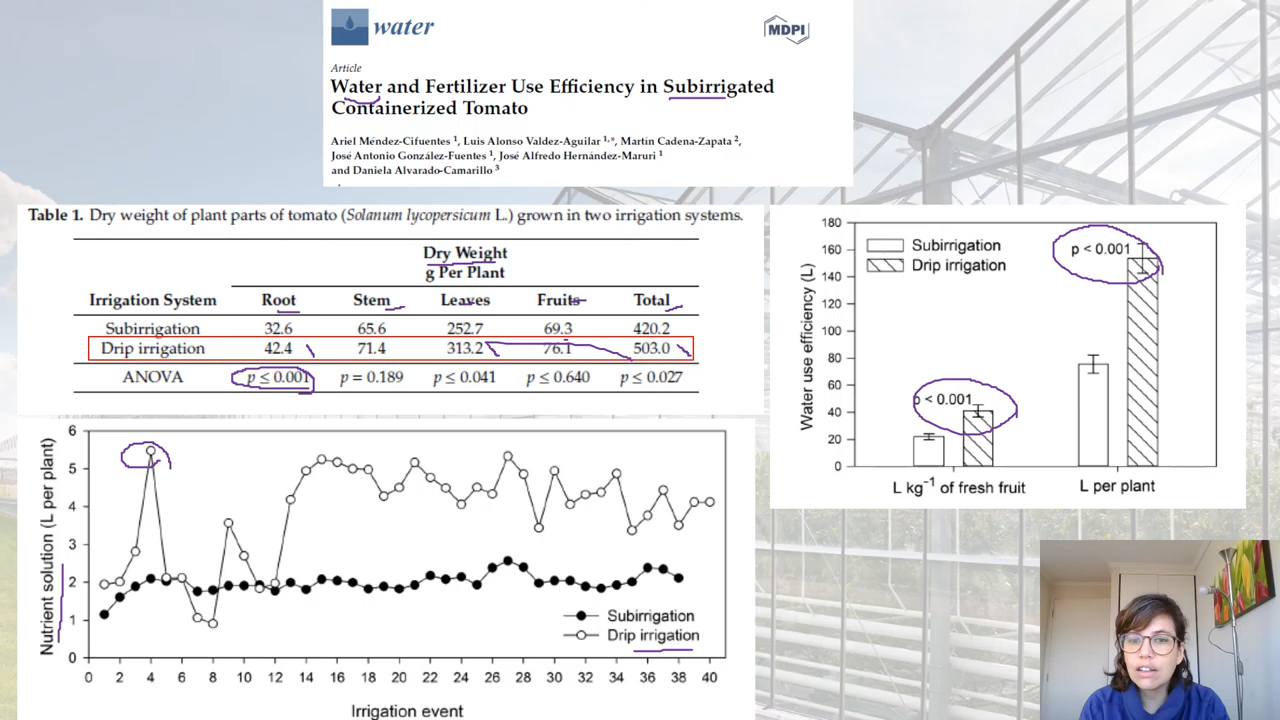 water
MDPI
Article
Water and Fertilizer Use Efficiency in Subirrigated
Containerized Tomato
Ariel Méndez-Cifuentes 1, Luis Alonso Valdez-Aguilar 1,*, Martín Cadena-Zapata 2,
José Antonio González-Fuentes 1, José Alfredo Hernández-Maruri 1
and Daniela Alvarado-Camarillo 3
Table 1. Dry weight of plant parts of tomato (Solanum lycopersicum L.) grown in two irrigation systems.
Dry Weight
g Per Plant
Irrigation System Root Stem Leaves Fruits Total
Subirrigation 32.6 65.6 252.7 69.3 420.2
Drip irrigation 42.4 71.4 313.2 76.1 503.0
ANOVA p ≤ 0.001 p = 0.189 p ≤ 0.041 p ≤ 0.640 p ≤ 0.027
Water use efficiency (L)
180
160
140
120
100
80
60
40
20
0
Subirrigation
Drip irrigation
p < 0.001
p < 0.001
L kg-1 of fresh fruit L per plant
Nutrient solution (L per plant)
6
5
4
3
2
1
0
Subirrigation
Drip irrigation
0 2 4 6 8 10 12 14 16 18 20 21 24 26 28 30 32 34 36 38 40
Irrigation event